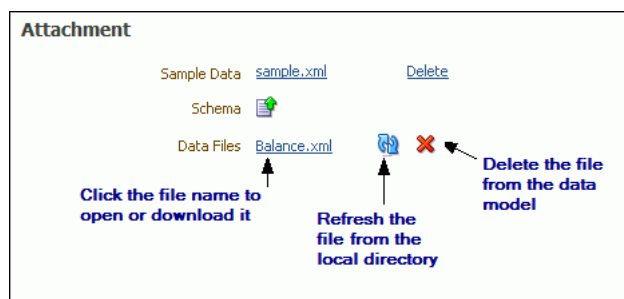 Attachment
Sample Data sample.xml Delete
Schema
Data Files Balance.xml
Click the file name to
open or download it
Refresh the
file from the
local directory
Delete the file
from the data
model